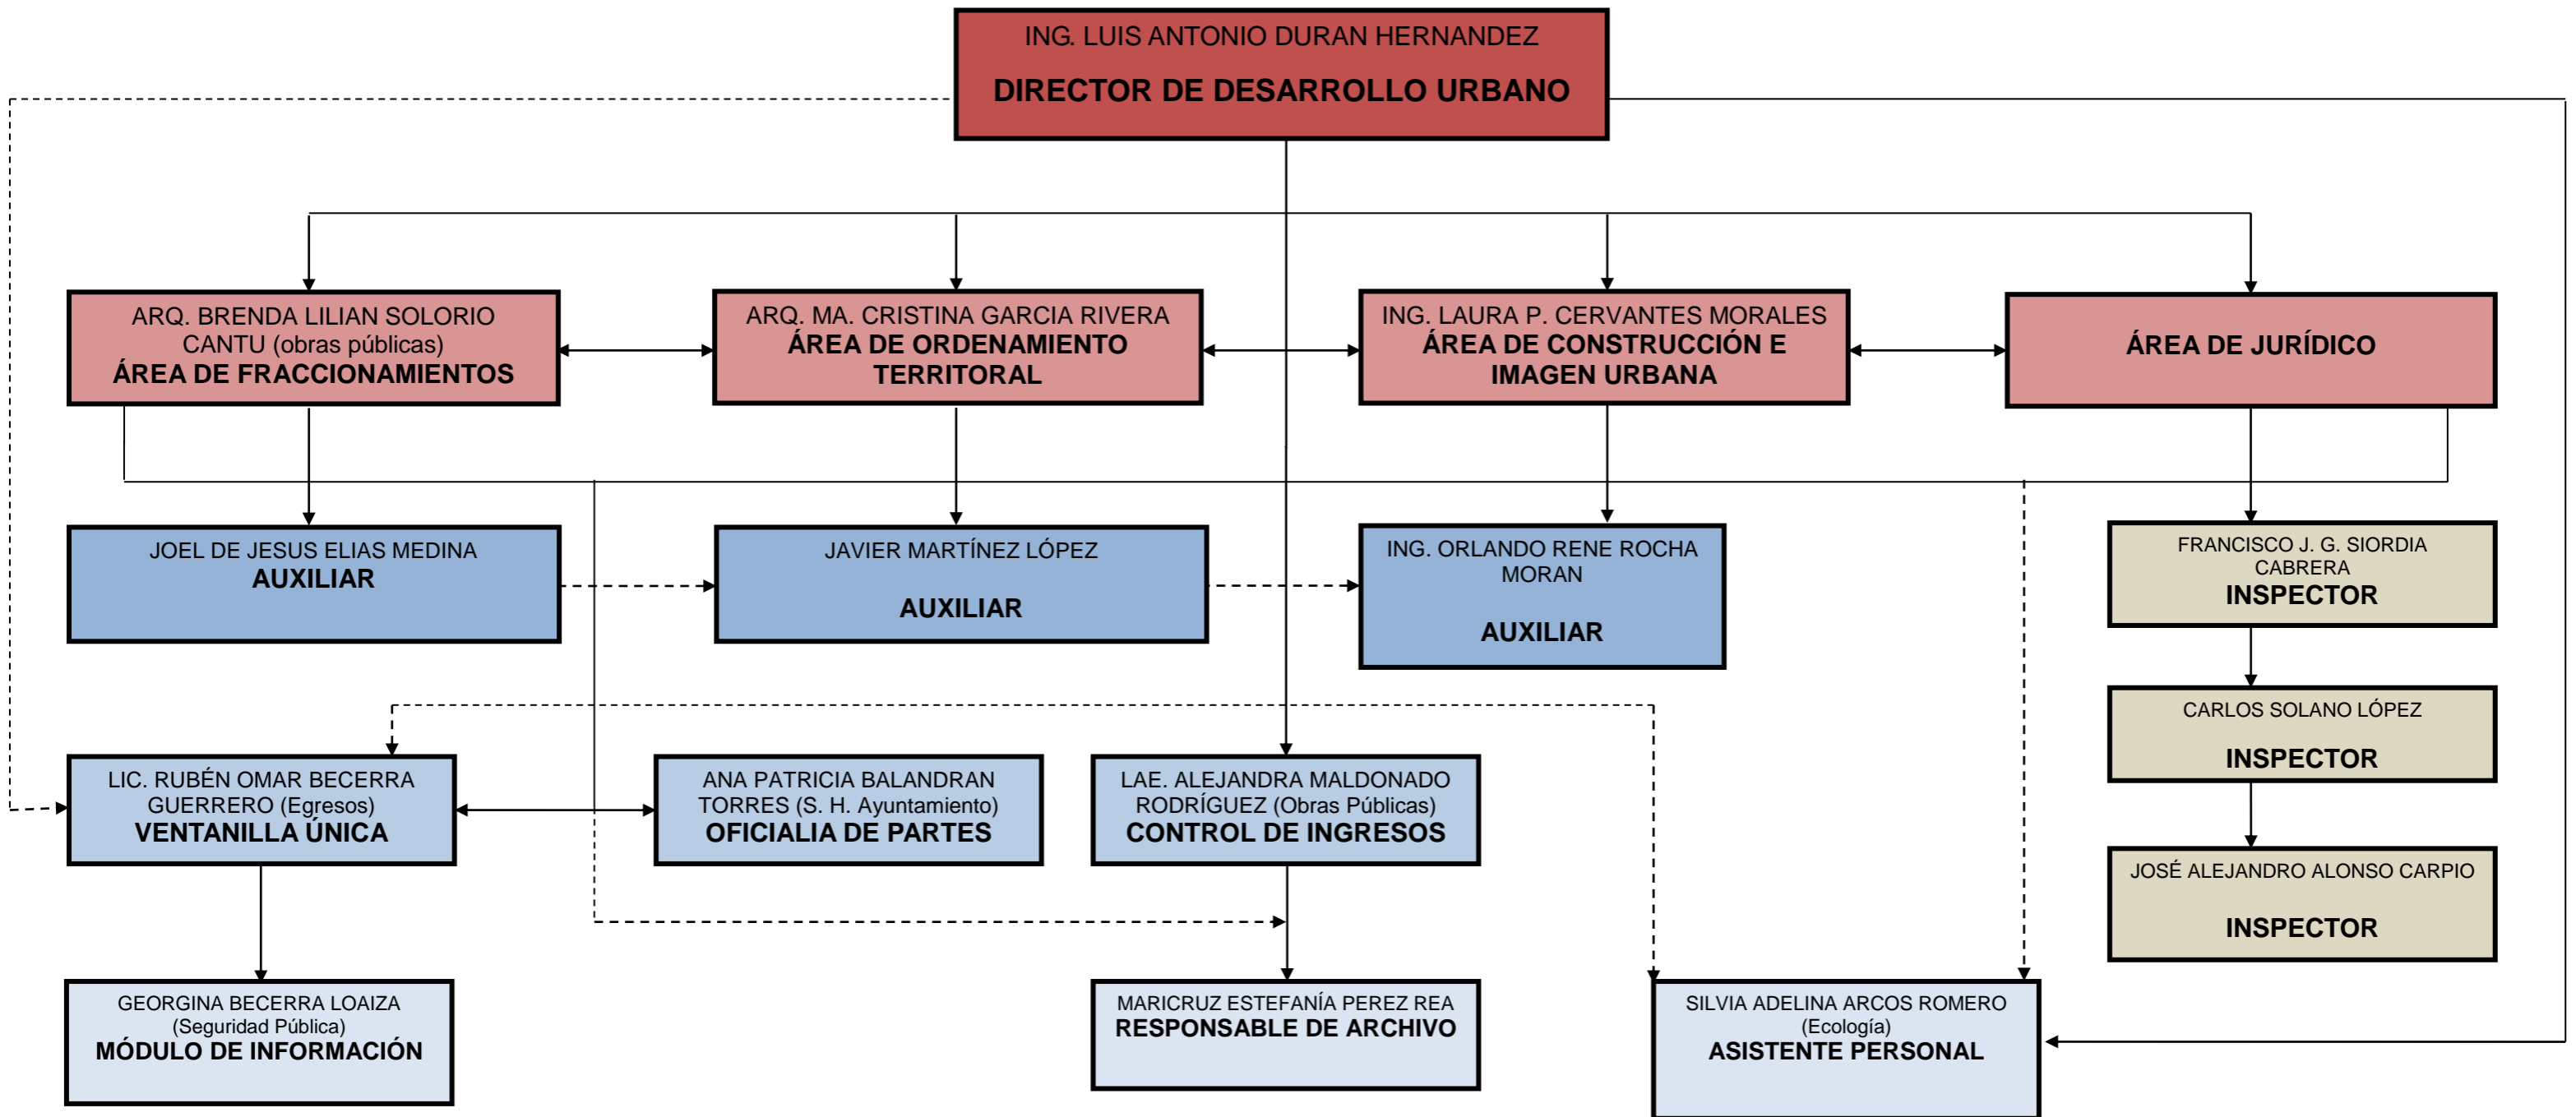 ING. LUIS ANTONIO DURAN HERNANDEZ
DIRECTOR DE DESARROLLO URBANO
ARQ. BRENDA LILIAN SOLORIO
CANTU (obras públicas)
ÁREA DE FRACCIONAMIENTOS
ARQ. MA. CRISTINA GARCIA RIVERA
ÁREA DE ORDENAMIENTO
TERRITORAL
ING. LAURA P. CERVANTES MORALES
ÁREA DE CONSTRUCCIÓN E
IMAGEN URBANA
ÁREA DE JURÍDICO
JOEL DE JESUS ELIAS MEDINA
AUXILIAR
JAVIER MARTÍNEZ LÓPEZ
AUXILIAR
ING. ORLANDO RENE ROCHA
MORAN
AUXILIAR
FRANCISCO J. G. SIORDIA
CABRERA
INSPECTOR
CARLOS SOLANO LÓPEZ
INSPECTOR
JOSÉ ALEJANDRO ALONSO CARPIO
INSPECTOR
LIC. RUBÉN OMAR BECERRA
GUERRERO (Egresos)
VENTANILLA ÚNICA
ANA PATRICIA BALANDRAN
TORRES (S. H. Ayuntamiento)
OFICIALIA DE PARTES
LAE. ALEJANDRA MALDONADO
RODRÍGUEZ (Obras Públicas)
CONTROL DE INGRESOS
GEORGINA BECERRA LOAIZA
(Seguridad Pública)
MÓDULO DE INFORMACIÓN
MARICRUZ ESTEFANÍA PEREZ REA
RESPONSABLE DE ARCHIVO
SILVIA ADELINA ARCOS ROMERO
(Ecología)
ASISTENTE PERSONAL